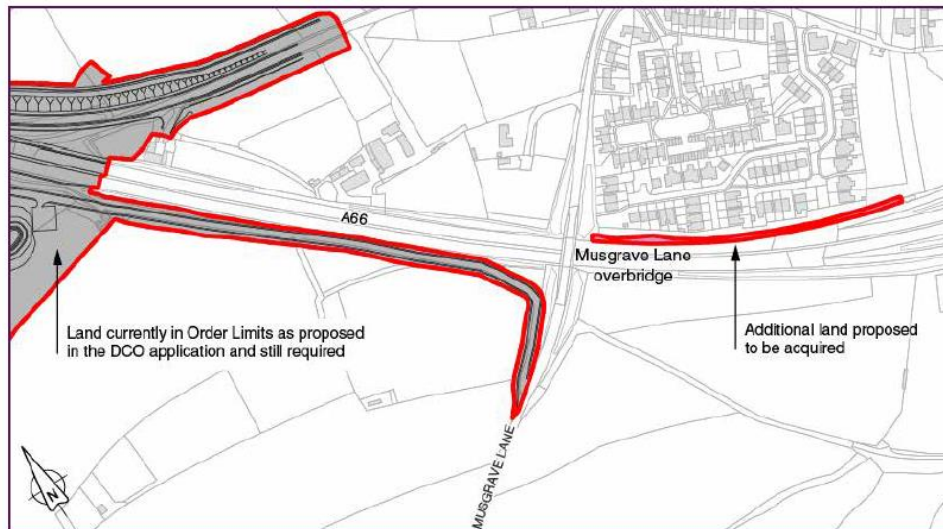 A66
Musgrave Lane
overbridge
Land currently in Order Limits as proposed
in the DCO application and still required
Additional land proposed
to be acquired
MUSGRAVE LANE
N